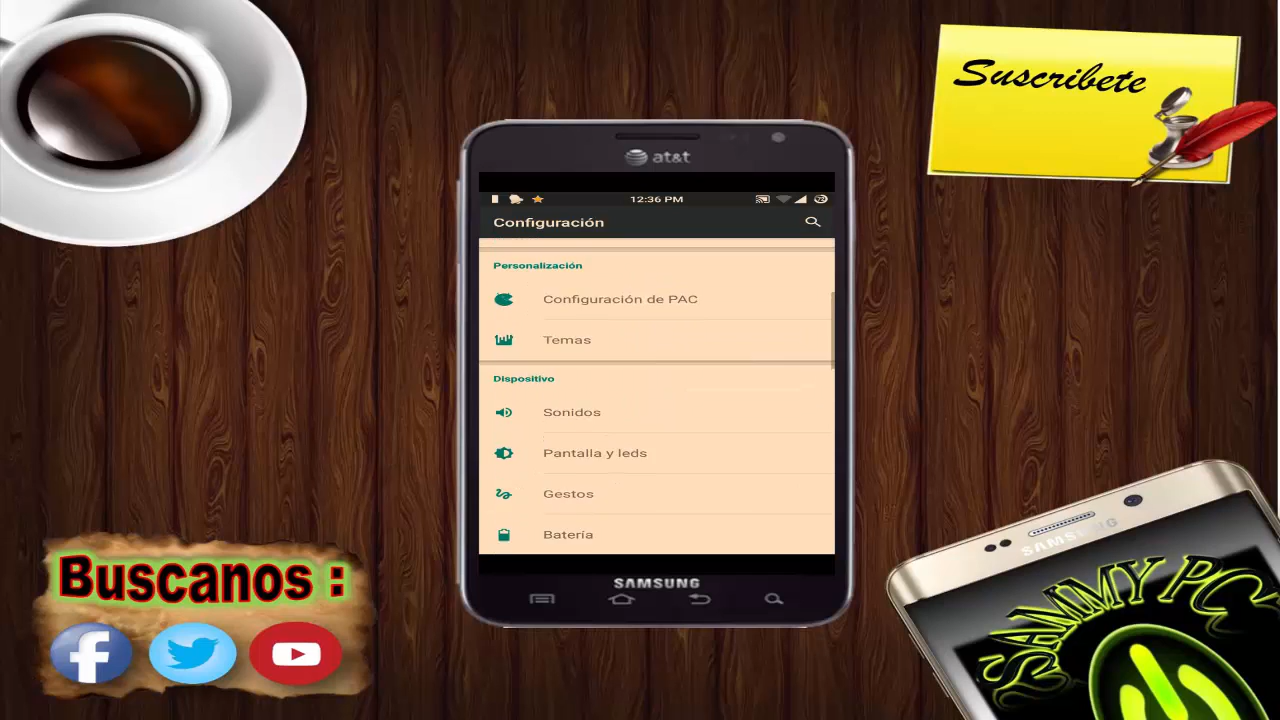 Suscribete
at&t
12:36 PM
Configuración
Personalización
Configuración de PAC
Temas
Dispositivo
Sonidos
Pantalla y leds
Gestos
Batería
SAMSUNG
SAMSUNG
SAMMY PC
Buscanos :